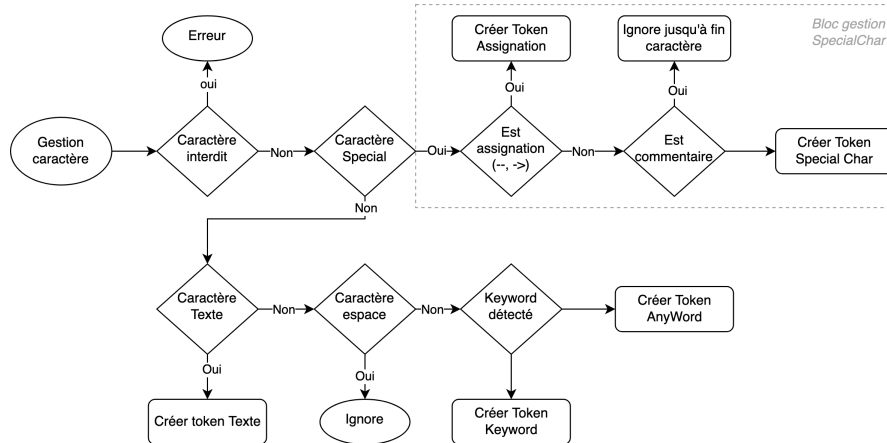 Erreur
oui
Gestion
caractère
Caractère
interdit
Non
Caractère
Special
Oui
Non
Créer Token
Assignation
Oui
Est
assignation
(--, ->)
Non
Ignore jusqu'à fin
caractère
Oui
Est
commentaire
Créer Token
Special Char
Bloc gestion
SpecialChar
Caractère
Texte
Non
Oui
Créer token Texte
Caractère
espace
Non
Oui
Ignore
Keyword
détecté
Créer Token
AnyWord
Créer Token
Keyword